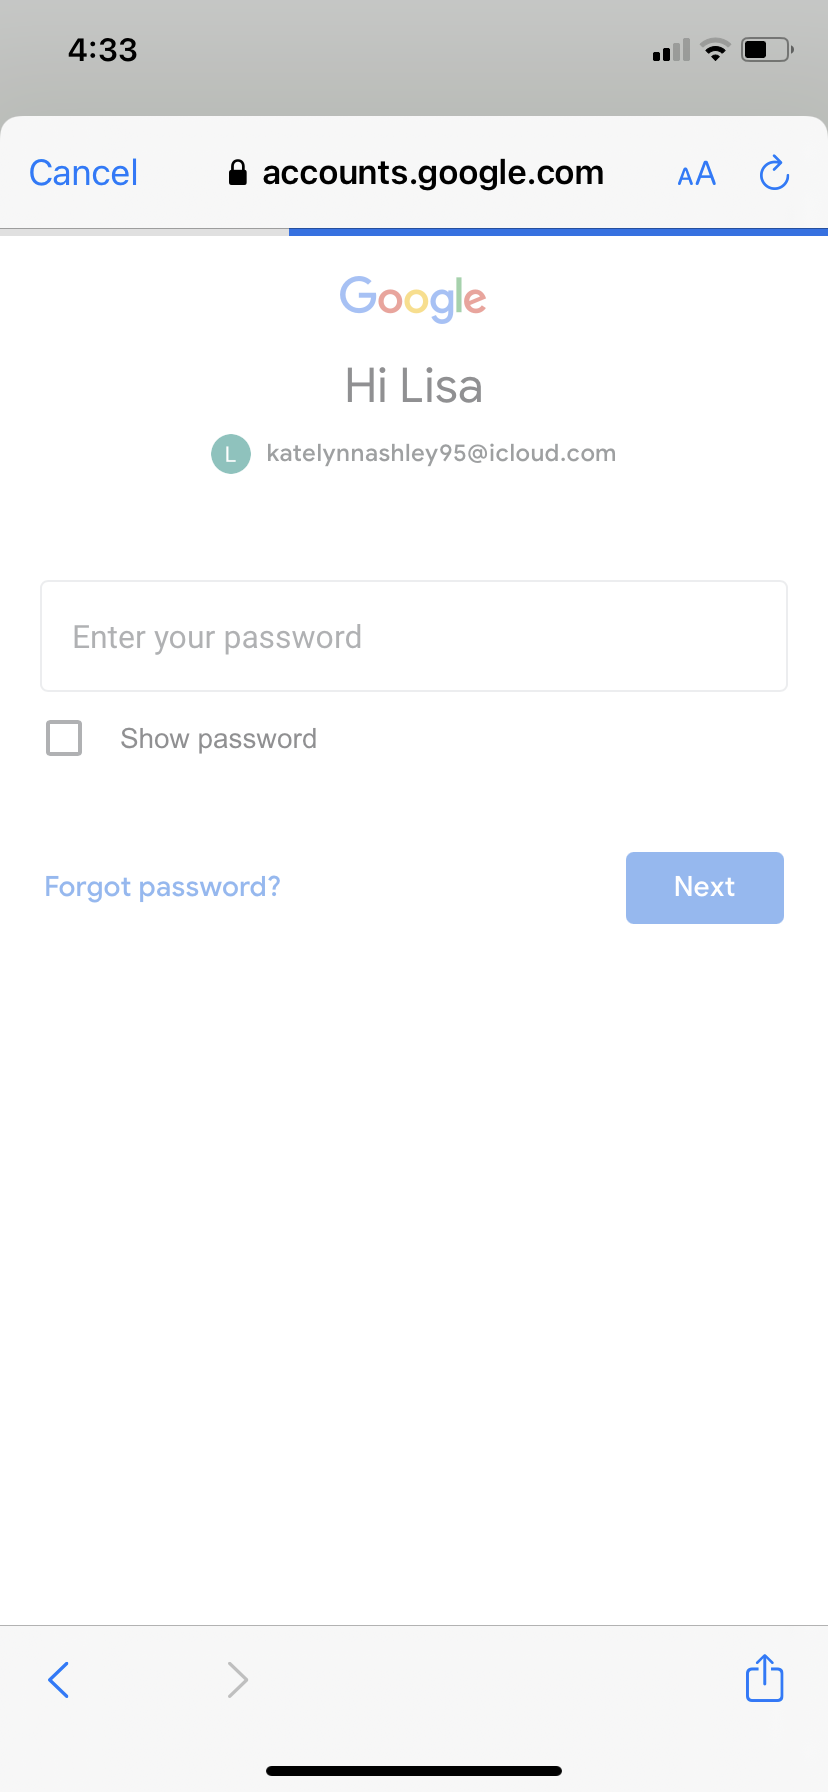 4:33
Cancel accounts.google.com AA
Google
Hi Lisa
L katelynnashley95@icloud.com
Enter your password
Show password
Forgot password? Next